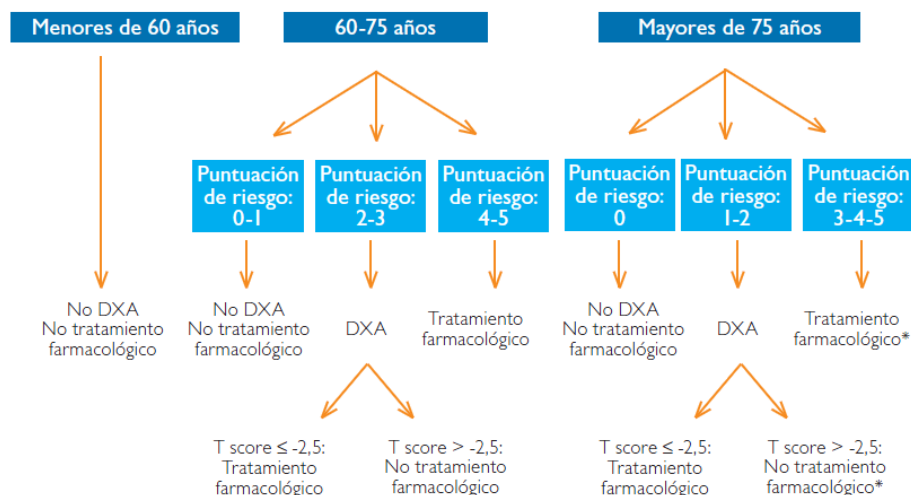 Menores de 60 años
60-75 años
Mayores de 75 años
Puntuación
de riesgo:
0-1
Puntuación
de riesgo:
2-3
Puntuación
de riesgo:
4-5
Puntuación
de riesgo:
0
Puntuación
de riesgo:
1-2
Puntuación
de riesgo:
3-4-5
No DXA
No tratamiento
farmacológico
No DXA
No tratamiento
farmacológico
DXA
Tratamiento
farmacológico
No DXA
No tratamiento
farmacológico
DXA
Tratamiento
farmacológico*
T score ≤ -2,5:
Tratamiento
farmacológico
T score > -2,5:
No tratamiento
farmacológico
T score ≤ -2,5:
Tratamiento
farmacológico
T score > -2,5:
No tratamiento
farmacológico*